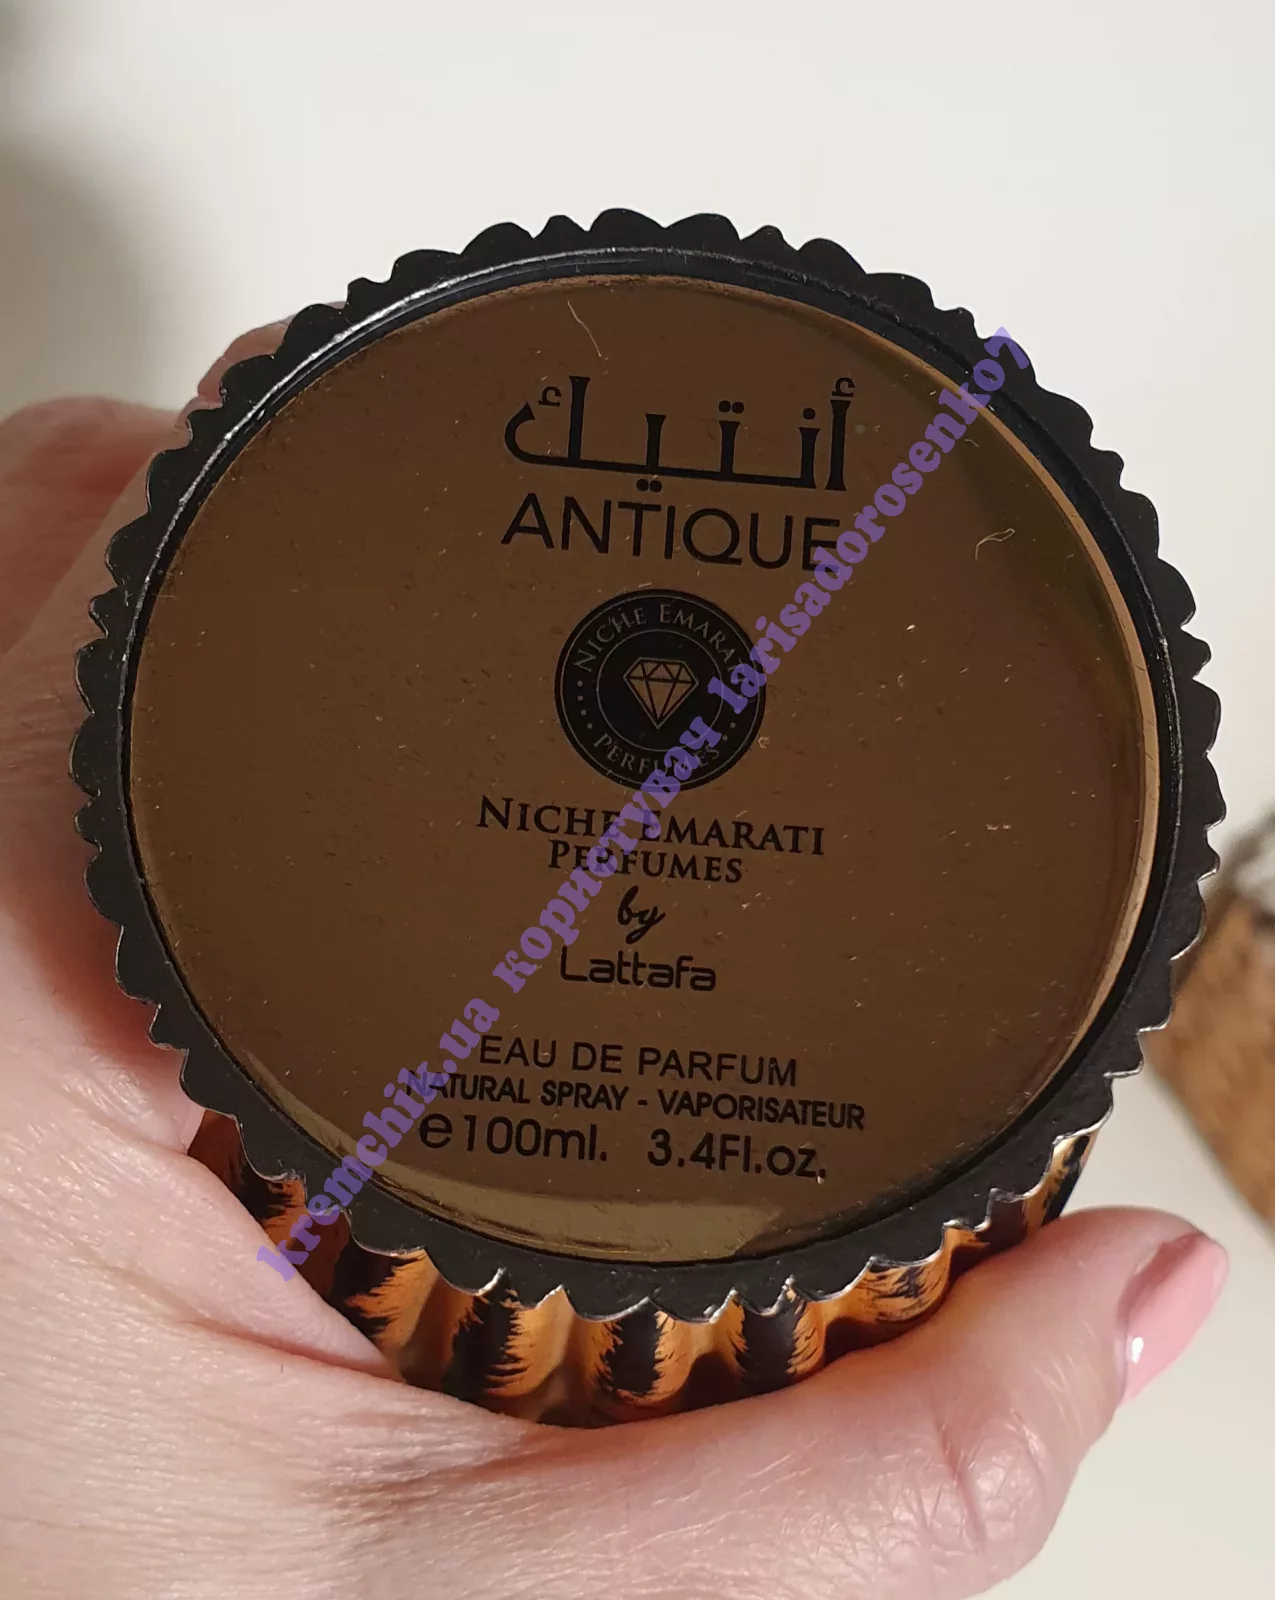 أنتيك
ANTIQUE
NICHE EMARATI
PERFUMES
NICHE EMARATI
PERFUMES
by
Lattafa
EAU DE PARFUM
NATURAL SPRAY - VAPORISATEUR
e 100ml. 3.4Fl.oz.
kremchik.ua користувач larisadorosenko7